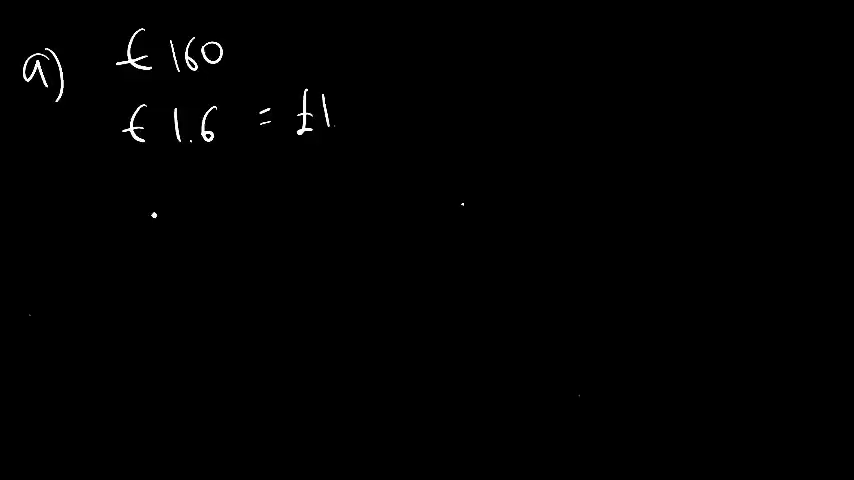 a) €160
€1.6 = £1